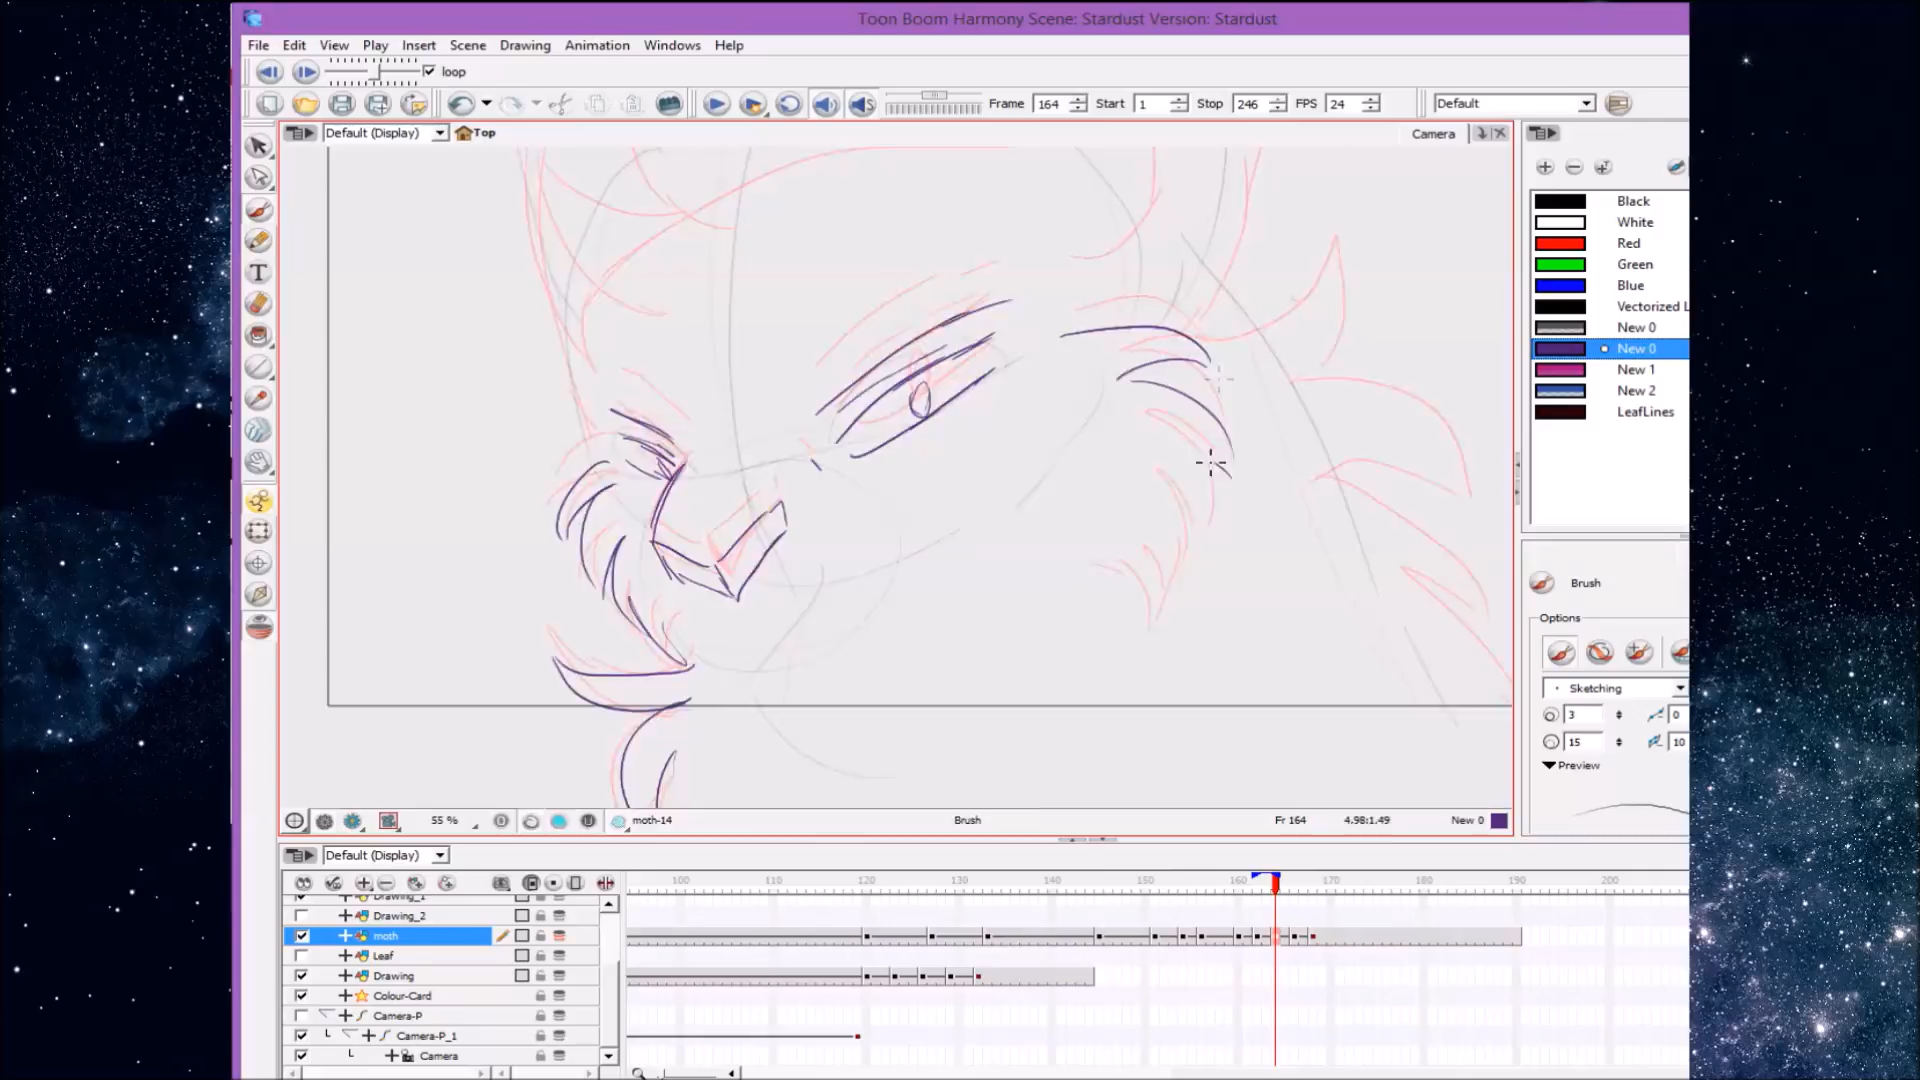 Toon Boom Harmony Scene: Stardust Version: Stardust
File Edit View Play Insert Scene Drawing Animation Windows Help
loop
Frame 164 Start 1 Stop 246 FPS 24 Default
Default (Display) Top Camera
Black
White
Red
Green
Blue
Vectorized L
New 0
New 0
New 1
New 2
LeafLines
T
Brush
Options
Sketching
3 0
15 10
Preview
55 % moth-14 Brush Fr 164 4.98:1.49 New 0
Default (Display)
100 110 120 130 140 150 160 170 180 190 200
Drawing_1
Drawing_2
moth
Leaf
Drawing
Colour-Card
Camera-P
Camera-P_1
Camera